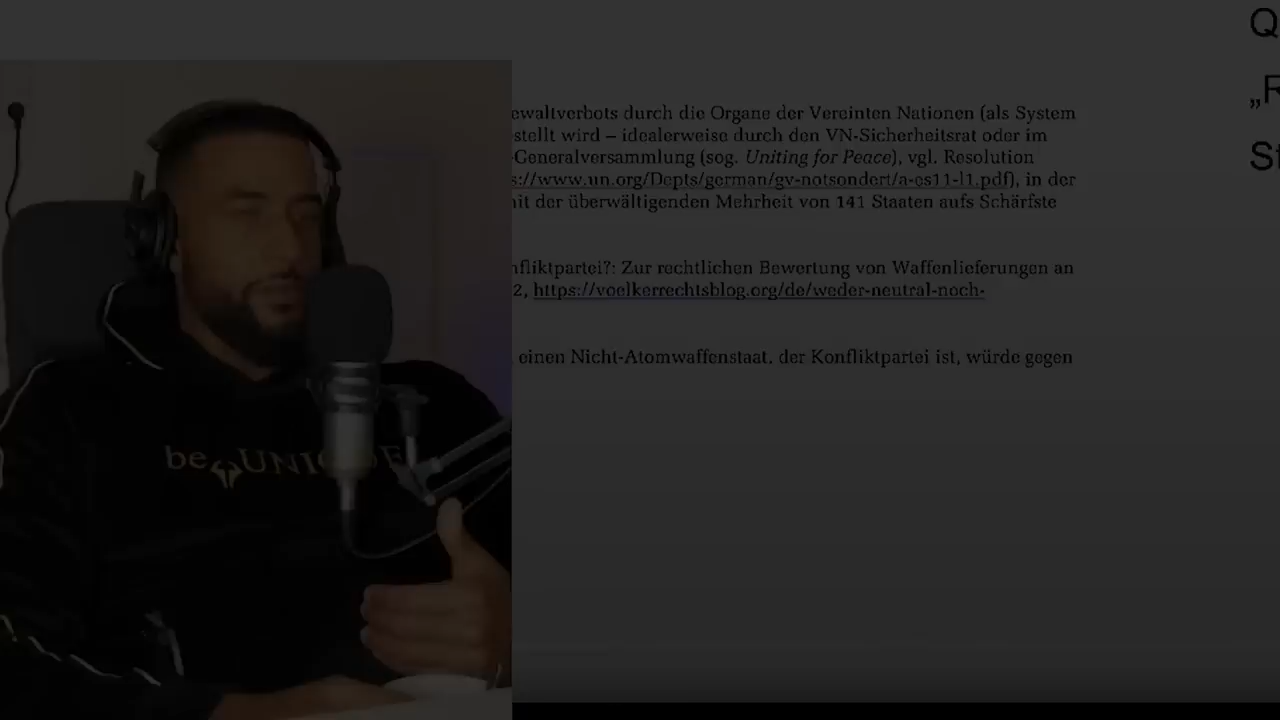 ewaltverbots durch die Organe der Vereinten Nationen (als System
stellt wird – idealerweise durch den VN-Sicherheitsrat oder im
-Generalversammlung (sog. Uniting for Peace), vgl. Resolution
s://www.un.org/Depts/german/gv-notsondert/a-es11-l1.pdf), in der
it der überwältigenden Mehrheit von 141 Staaten aufs Schärfste
nfliktpartei?: Zur rechtlichen Bewertung von Waffenlieferungen an
2, https://voelkerrechtsblog.org/de/weder-neutral-noch-
einen Nicht-Atomwaffenstaat, der Konfliktpartei ist, würde gegen
Q
„R
St
be UNIQUE